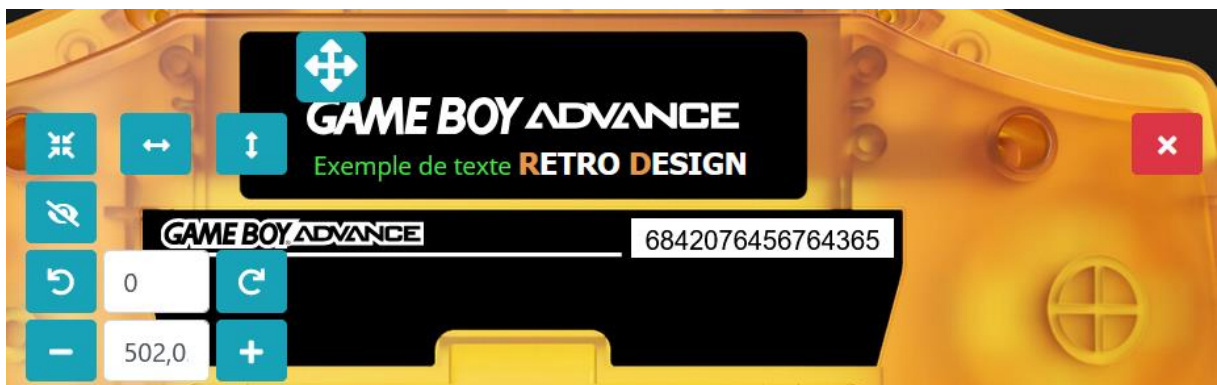 GAME BOY ADVANCE
Exemple de texte RETRO DESIGN
GAME BOY ADVANCE
6842076456764365
0
502,0